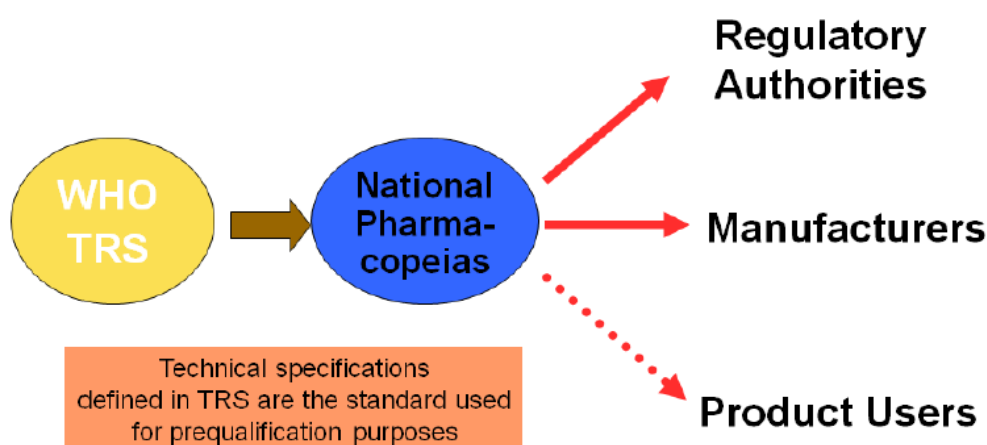 Regulatory
Authorities
WHO
TRS
National
Pharma-
copeias
Manufacturers
Technical specifications
defined in TRS are the standard used
for prequalification purposes
Product Users